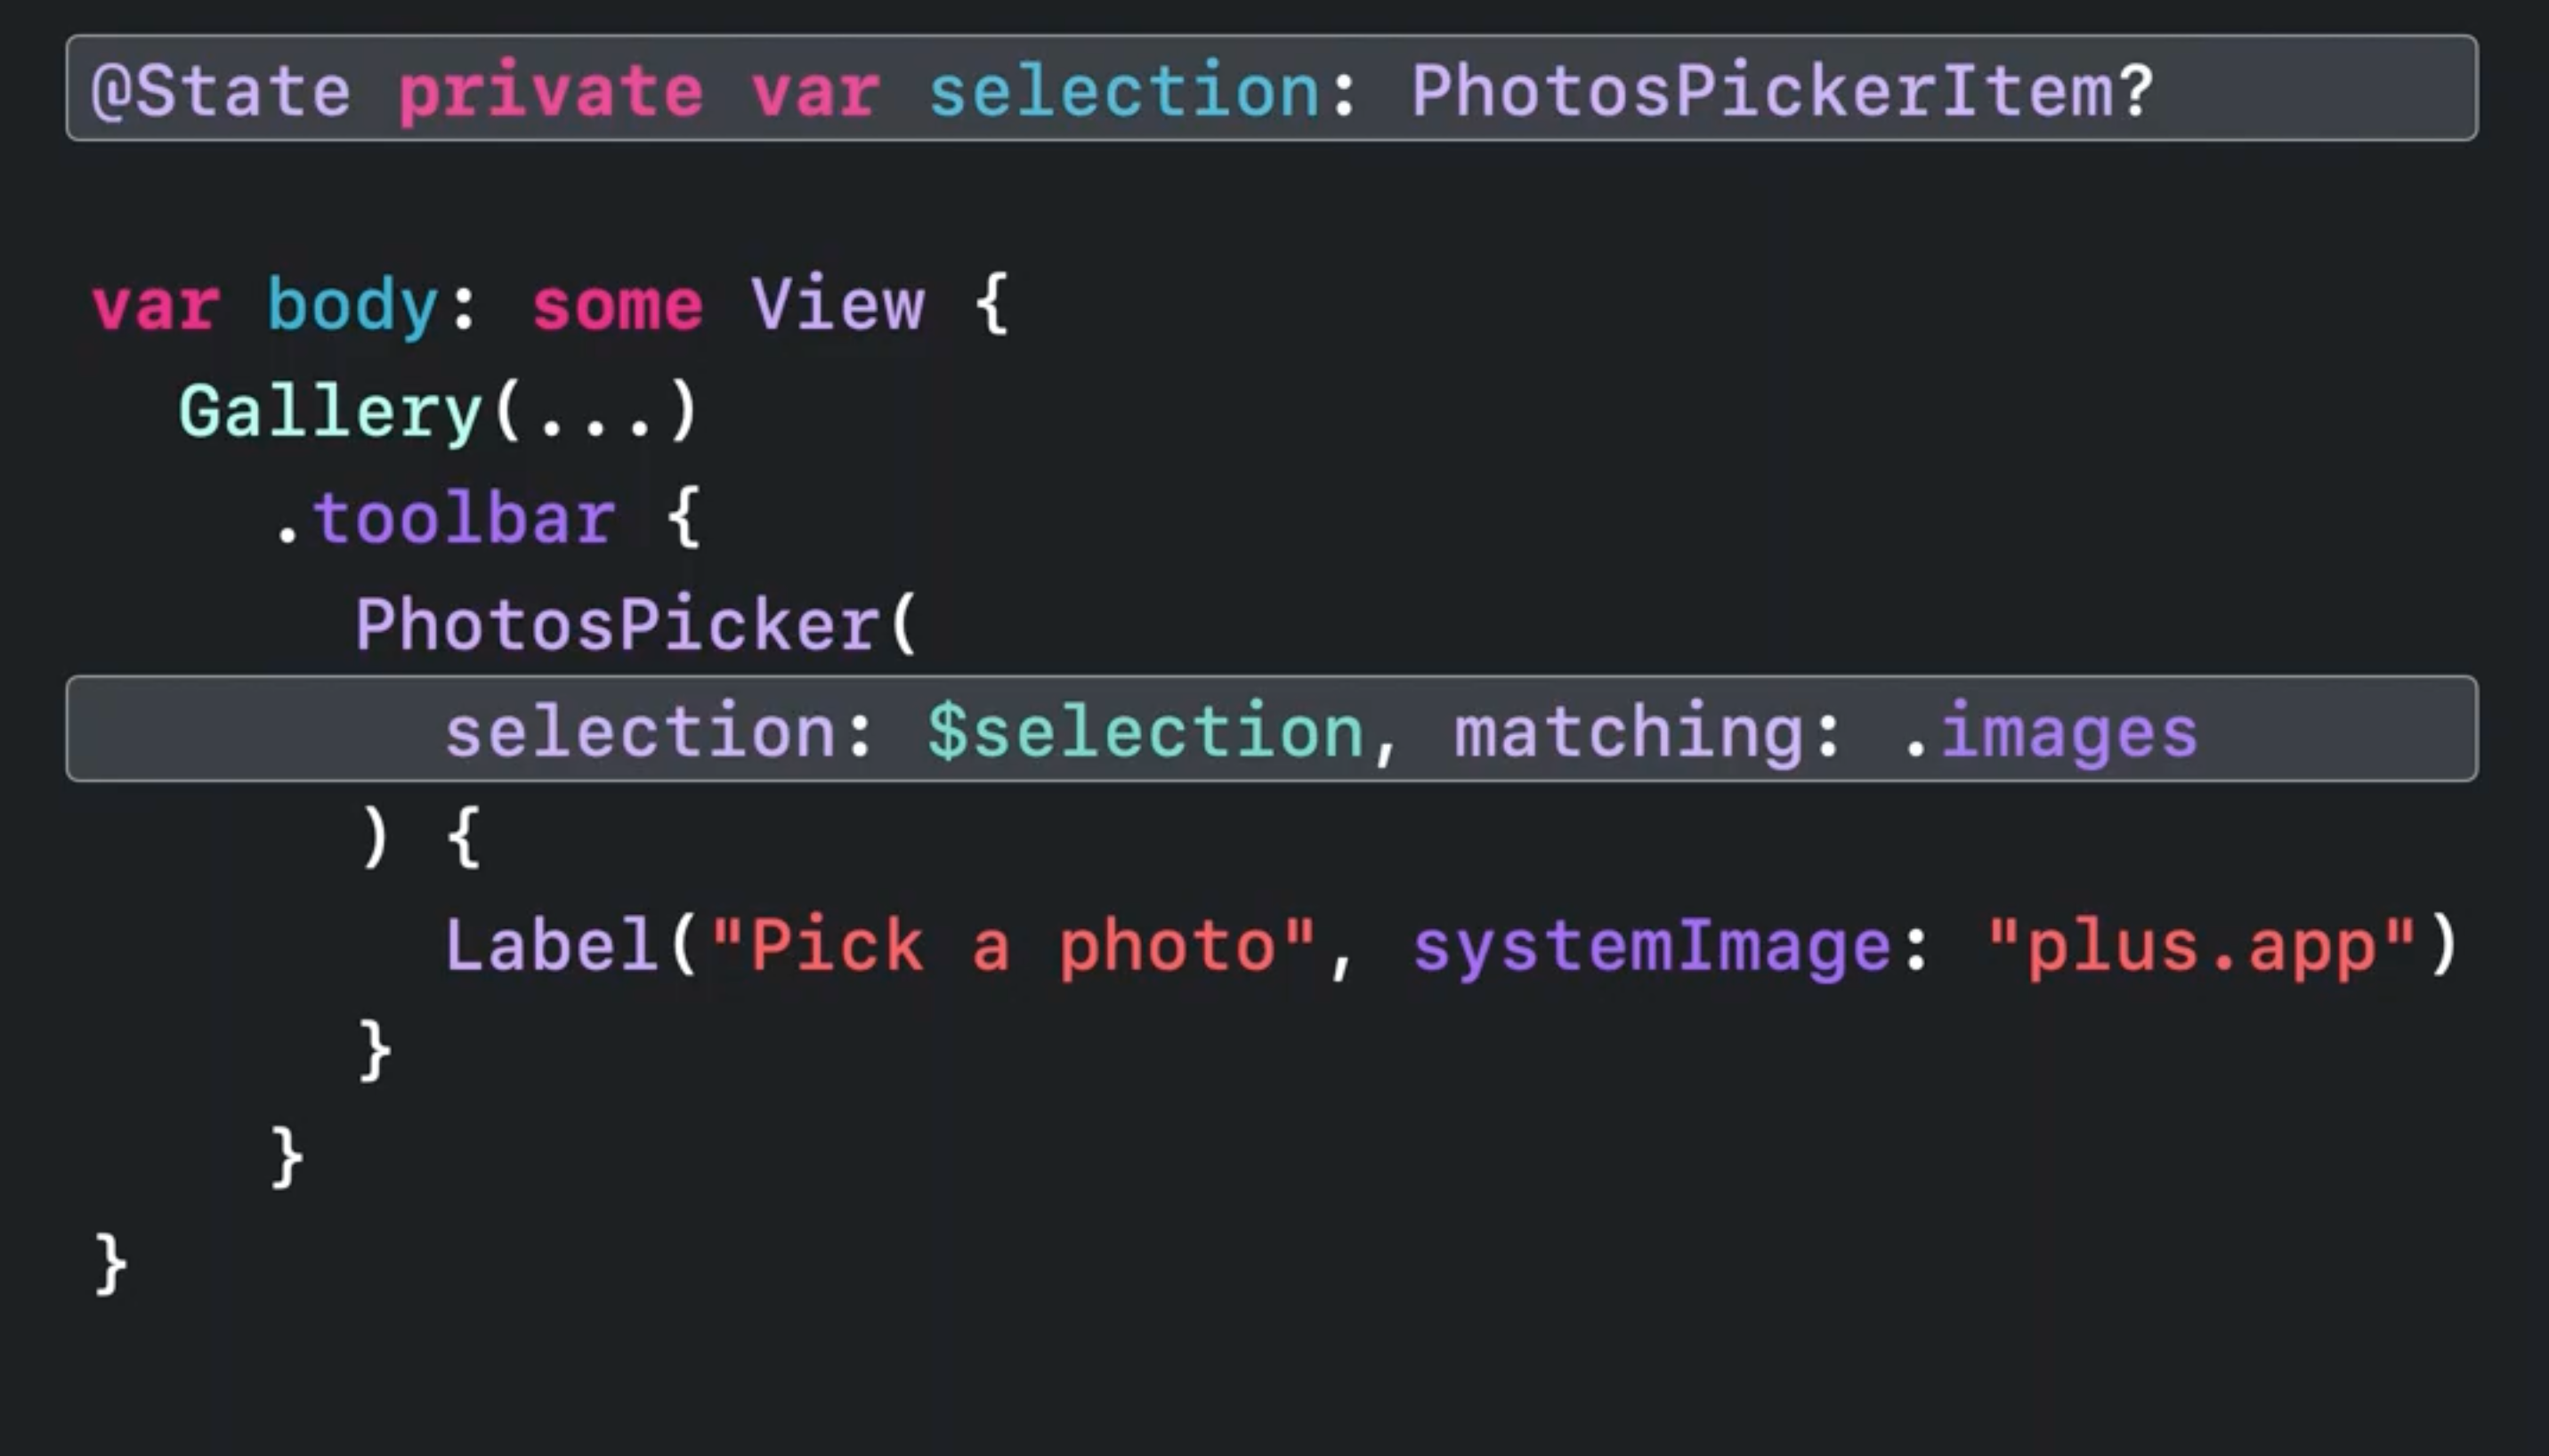 @State private var selection: PhotosPickerItem?
var body: some View {
Gallery(...)
.toolbar {
PhotosPicker(
selection: $selection, matching: .images
) {
Label("Pick a photo", systemImage: "plus.app")
}
}
}